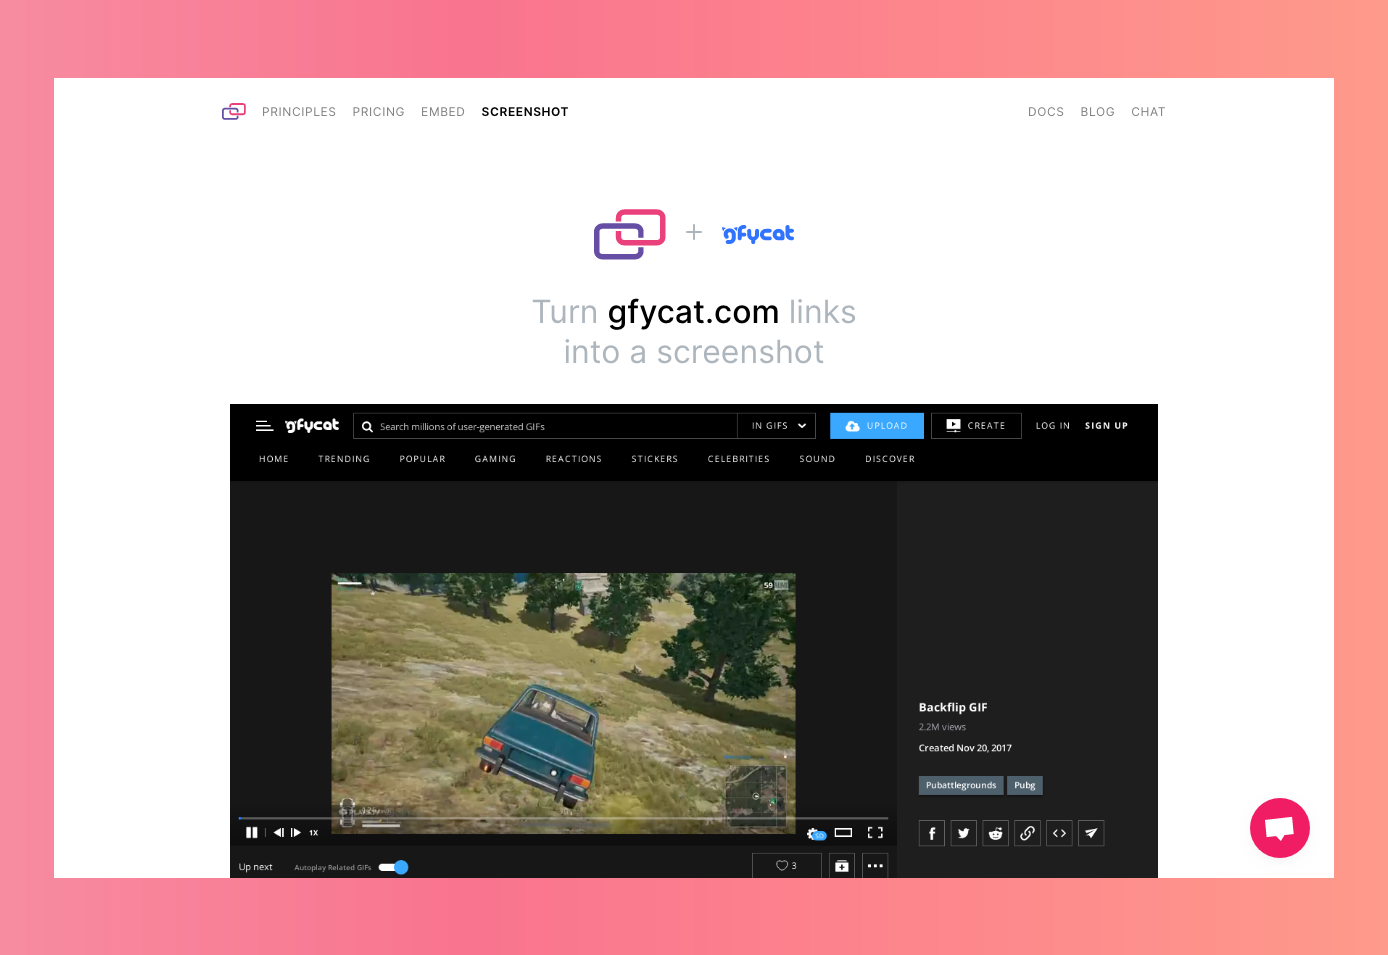 PRINCIPLES PRICING EMBED SCREENSHOT DOCS BLOG CHAT
+ gfycat
Turn gfycat.com links
into a screenshot
gfycat Search millions of user-generated GIFs IN GIFS UPLOAD CREATE LOG IN SIGN UP
HOME TRENDING POPULAR GAMING REACTIONS STICKERS CELEBRITIES SOUND DISCOVER
59
Backflip GIF
2.2M views
Created Nov 20, 2017
Pubattlegrounds Pubg
1X SD
Up next Autoplay Related GIFs 3